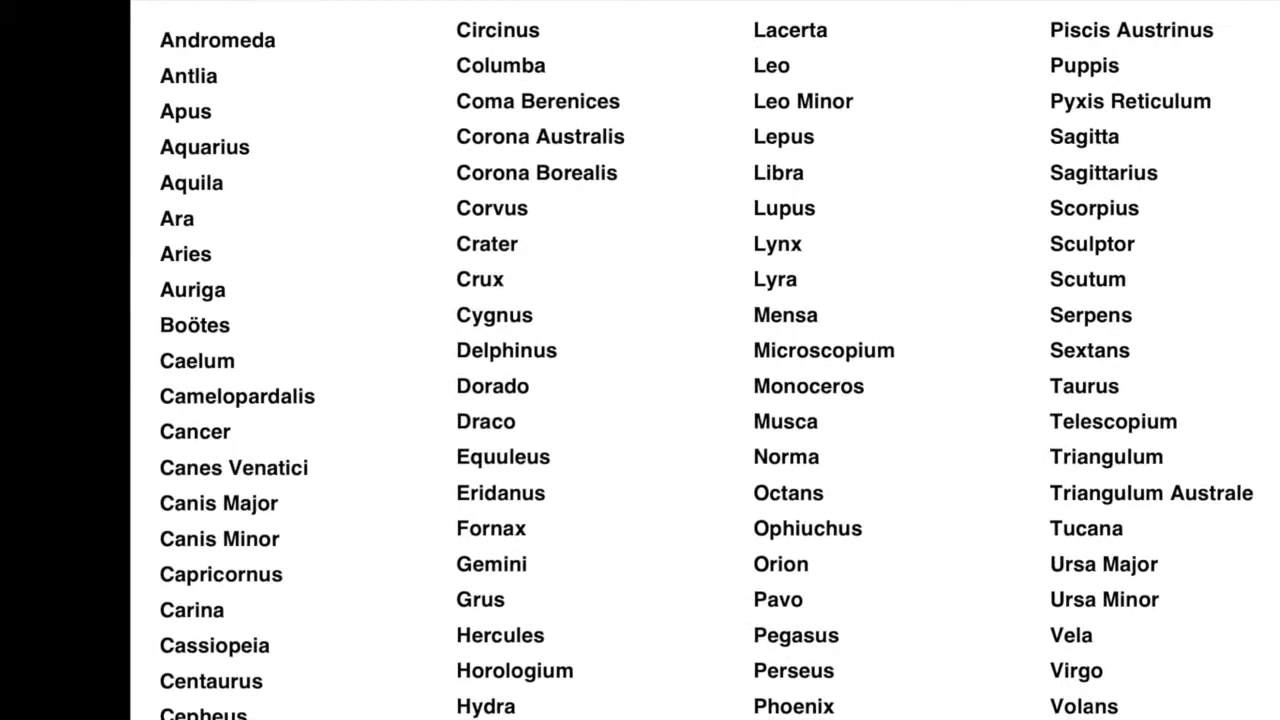 Andromeda
Antlia
Apus
Aquarius
Aquila
Ara
Aries
Auriga
Boötes
Caelum
Camelopardalis
Cancer
Canes Venatici
Canis Major
Canis Minor
Capricornus
Carina
Cassiopeia
Centaurus
Cepheus
Circinus
Columba
Coma Berenices
Corona Australis
Corona Borealis
Corvus
Crater
Crux
Cygnus
Delphinus
Dorado
Draco
Equuleus
Eridanus
Fornax
Gemini
Grus
Hercules
Horologium
Hydra
Lacerta
Leo
Leo Minor
Lepus
Libra
Lupus
Lynx
Lyra
Mensa
Microscopium
Monoceros
Musca
Norma
Octans
Ophiuchus
Orion
Pavo
Pegasus
Perseus
Phoenix
Piscis Austrinus
Puppis
Pyxis Reticulum
Sagitta
Sagittarius
Scorpius
Sculptor
Scutum
Serpens
Sextans
Taurus
Telescopium
Triangulum
Triangulum Australe
Tucana
Ursa Major
Ursa Minor
Vela
Virgo
Volans